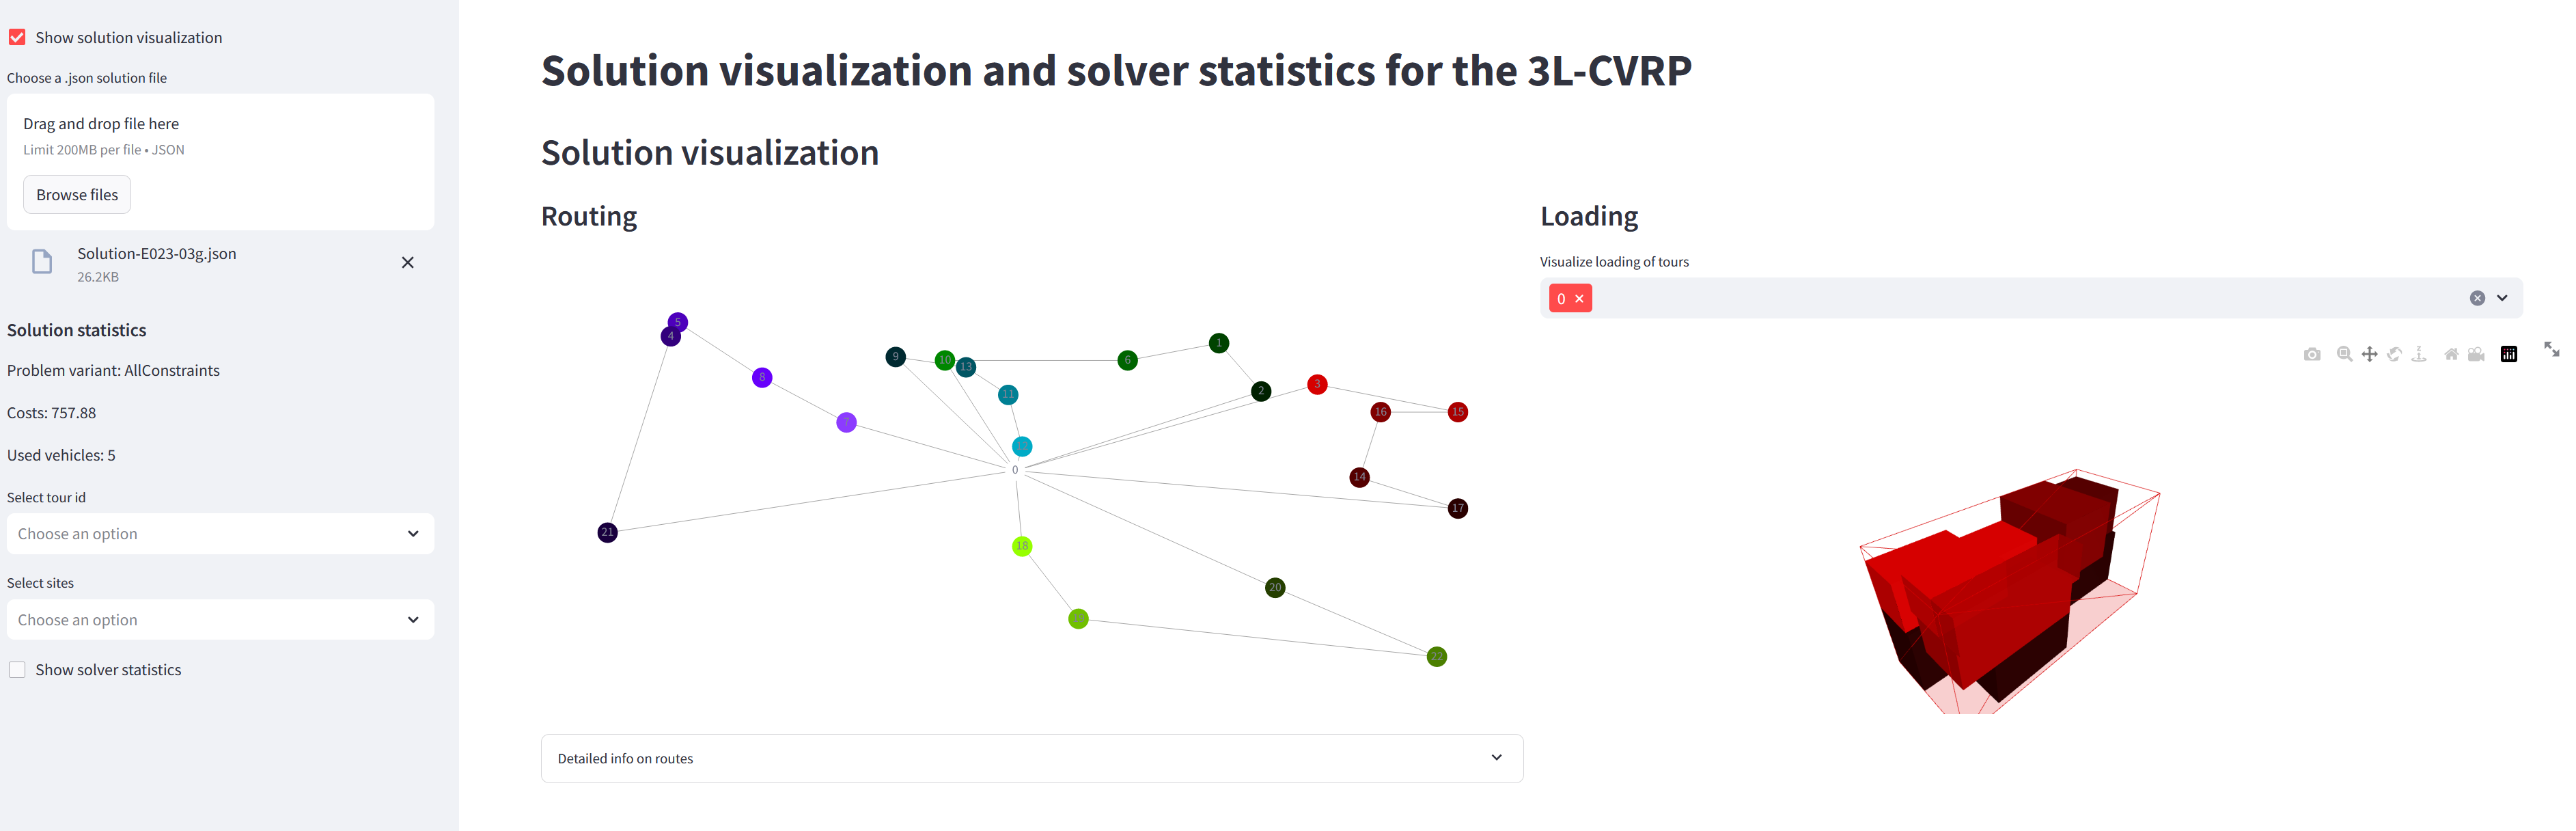 Show solution visualization
Choose a .json solution file
Drag and drop file here
Limit 200MB per file • JSON
Browse files
Solution-E023-03g.json
26.2KB
Solution statistics
Problem variant: AllConstraints
Costs: 757.88
Used vehicles: 5
Select tour id
Choose an option
Select sites
Choose an option
Show solver statistics
Solution visualization and solver statistics for the 3L-CVRP
Solution visualization
Routing
5
4
8
7
9
10
13
11
6
1
2
3
16
15
14
17
0
21
18
20
22
Detailed info on routes
Loading
Visualize loading of tours
0 ×